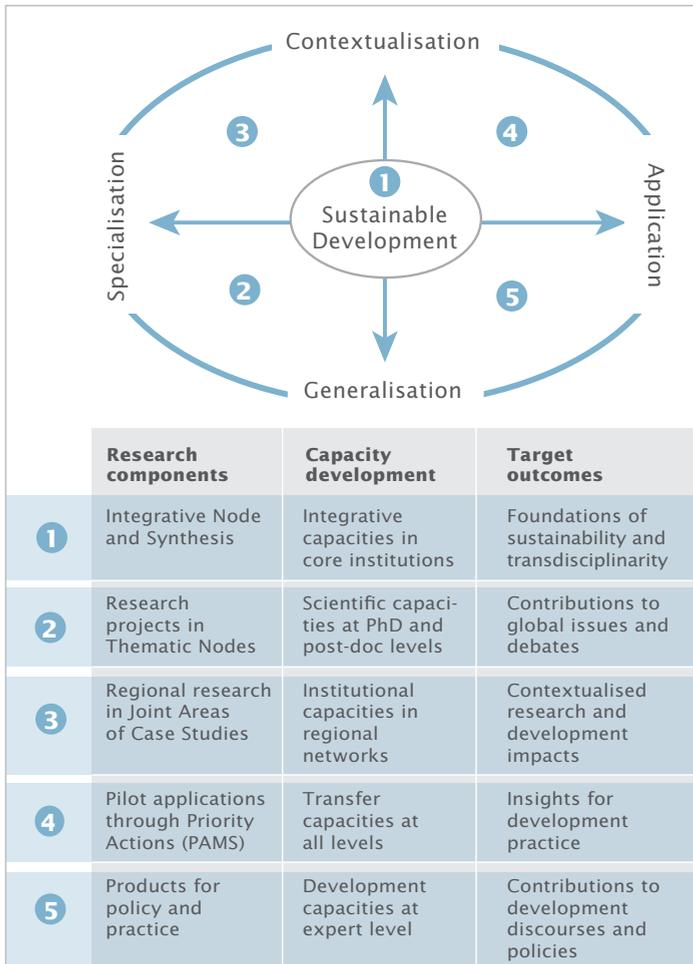 Contextualisation
3
4
Specialisation
1
Sustainable
Development
Application
2
5
Generalisation
Research
components
Capacity
development
Target
outcomes
1
Integrative Node
and Synthesis
Integrative
capacities in
core institutions
Foundations of
sustainability and
transdisciplinarity
2
Research
projects in
Thematic Nodes
Scientific capaci-
ties at PhD and
post-doc levels
Contributions to
global issues and
debates
3
Regional research
in Joint Areas
of Case Studies
Institutional
capacities in
regional
networks
Contextualised
research and
development
impacts
4
Pilot applications
through Priority
Actions (PAMS)
Transfer
capacities at
all levels
Insights for
development
practice
5
Products for
policy and
practice
Development
capacities at
expert level
Contributions to
development
discourses and
policies